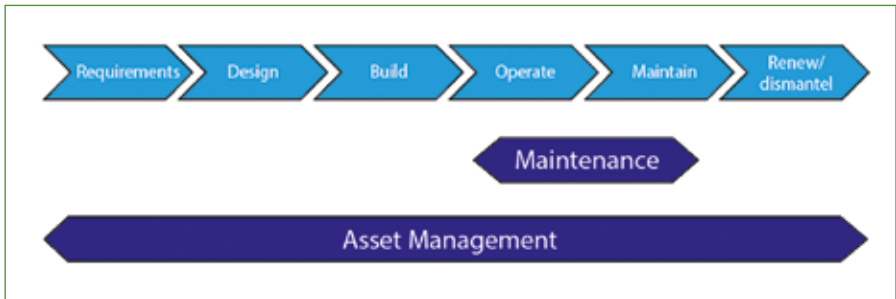 Requirements
Design
Build
Operate
Maintain
Renew/
dismantel
Maintenance
Asset Management